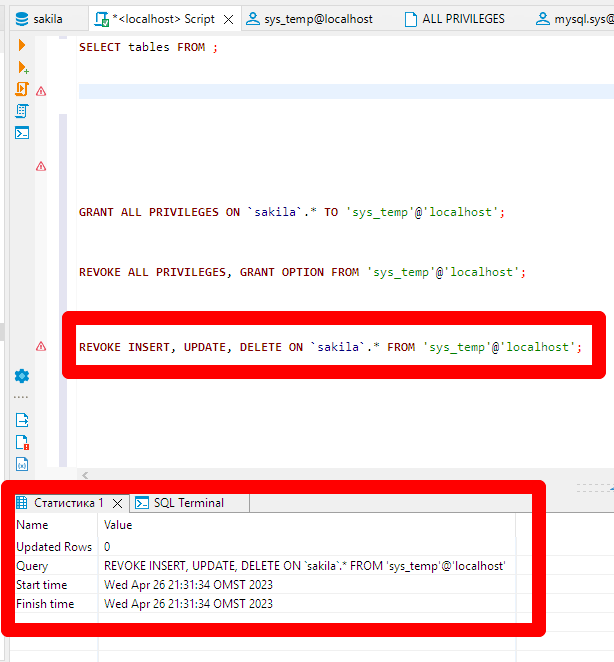 sakila
*<localhost> Script
sys_temp@localhost
ALL PRIVILEGES
mysql.sys@
SELECT tables FROM ;
GRANT ALL PRIVILEGES ON `sakila`.* TO 'sys_temp'@'localhost';
REVOKE ALL PRIVILEGES, GRANT OPTION FROM 'sys_temp'@'localhost';
REVOKE INSERT, UPDATE, DELETE ON `sakila`.* FROM 'sys_temp'@'localhost';
Статистика 1
SQL Terminal
Name Value
Updated Rows 0
Query REVOKE INSERT, UPDATE, DELETE ON `sakila`.* FROM 'sys_temp'@'localhost'
Start time Wed Apr 26 21:31:34 OMST 2023
Finish time Wed Apr 26 21:31:34 OMST 2023